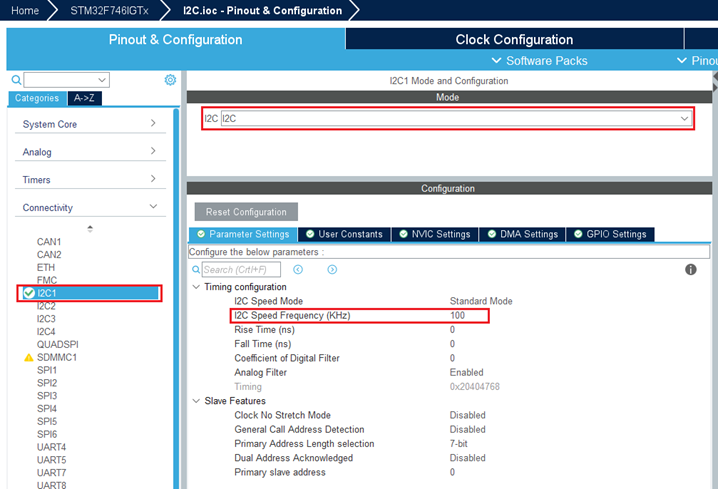 Home STM32F746IGTx I2C.ioc - Pinout & Configuration
Pinout & Configuration Clock Configuration
Software Packs Pinou
Categories A->Z
System Core
Analog
Timers
Connectivity
CAN1
CAN2
ETH
FMC
I2C1
I2C2
I2C3
I2C4
QUADSPI
SDMMC1
SPI1
SPI2
SPI3
SPI4
SPI5
SPI6
UART4
UART5
UART7
UART8
I2C1 Mode and Configuration
Mode
I2C I2C
Configuration
Reset Configuration
Parameter Settings User Constants NVIC Settings DMA Settings GPIO Settings
Configure the below parameters :
Search (Crtl+F)
Timing configuration
I2C Speed Mode Standard Mode
I2C Speed Frequency (KHz) 100
Rise Time (ns) 0
Fall Time (ns) 0
Coefficient of Digital Filter 0
Analog Filter Enabled
Timing 0x20404768
Slave Features
Clock No Stretch Mode Disabled
General Call Address Detection Disabled
Primary Address Length selection 7-bit
Dual Address Acknowledged Disabled
Primary slave address 0